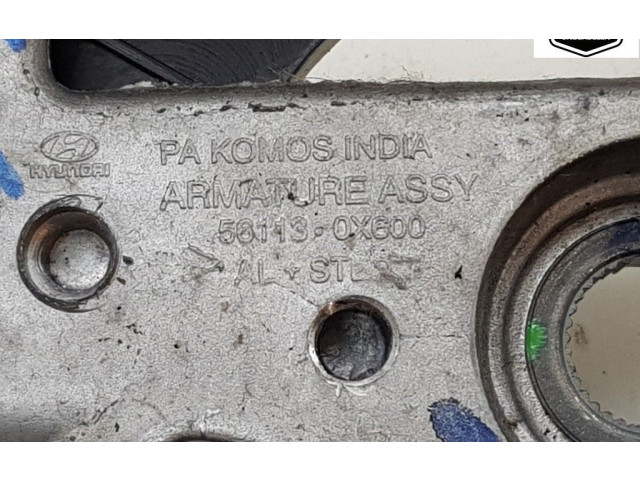 HYUNDAI
PA KOMOS INDIA
ARMATURE ASSY
56113-0X600
>AL+STL<